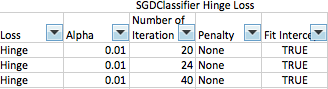 SGDClassifier Hinge Loss
Loss Alpha Number of Iteration Penalty Fit Interce
Hinge 0.01 20 None TRUE
Hinge 0.01 24 None TRUE
Hinge 0.01 40 None TRUE